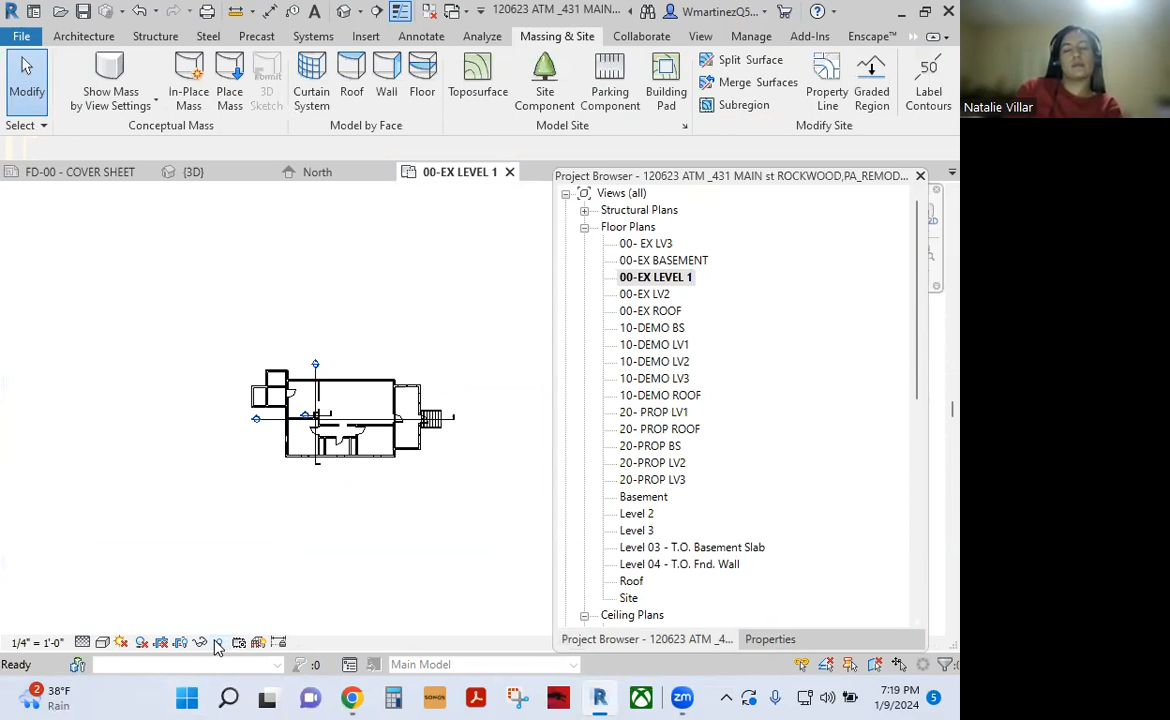 120623 ATM _431 MAIN...
WmartinezQ5...
File
Architecture
Structure
Steel
Precast
Systems
Insert
Annotate
Analyze
Massing & Site
Collaborate
View
Manage
Add-Ins
Enscape™
Modify
Show Mass
by View Settings
In-Place
Mass
Place
Mass
Sketch
Curtain
System
Roof
Wall
Floor
Toposurface
Site
Component
Parking
Component
Building
Pad
Split Surface
Merge Surfaces
Subregion
Property
Line
Graded
Region
50
Label
Contours
Select
Conceptual Mass
Model by Face
Model Site
Modify Site
Natalie Villar
FD-00 - COVER SHEET
{3D}
North
00-EX LEVEL 1
Project Browser - 120623 ATM _431 MAIN st ROCKWOOD,PA_REMOD...
Views (all)
Structural Plans
Floor Plans
00- EX LV3
00-EX BASEMENT
00-EX LEVEL 1
00-EX LV2
00-EX ROOF
10-DEMO BS
10-DEMO LV1
10-DEMO LV2
10-DEMO LV3
10-DEMO ROOF
20- PROP LV1
20- PROP ROOF
20-PROP BS
20-PROP LV2
20-PROP LV3
Basement
Level 2
Level 3
Level 03 - T.O. Basement Slab
Level 04 - T.O. Fnd. Wall
Roof
Site
Ceiling Plans
Project Browser - 120623 ATM _4...
Properties
1/4" = 1'-0"
Ready
:0
Main Model
2
38°F
Rain
SONOS
zm
7:19 PM
1/9/2024
5